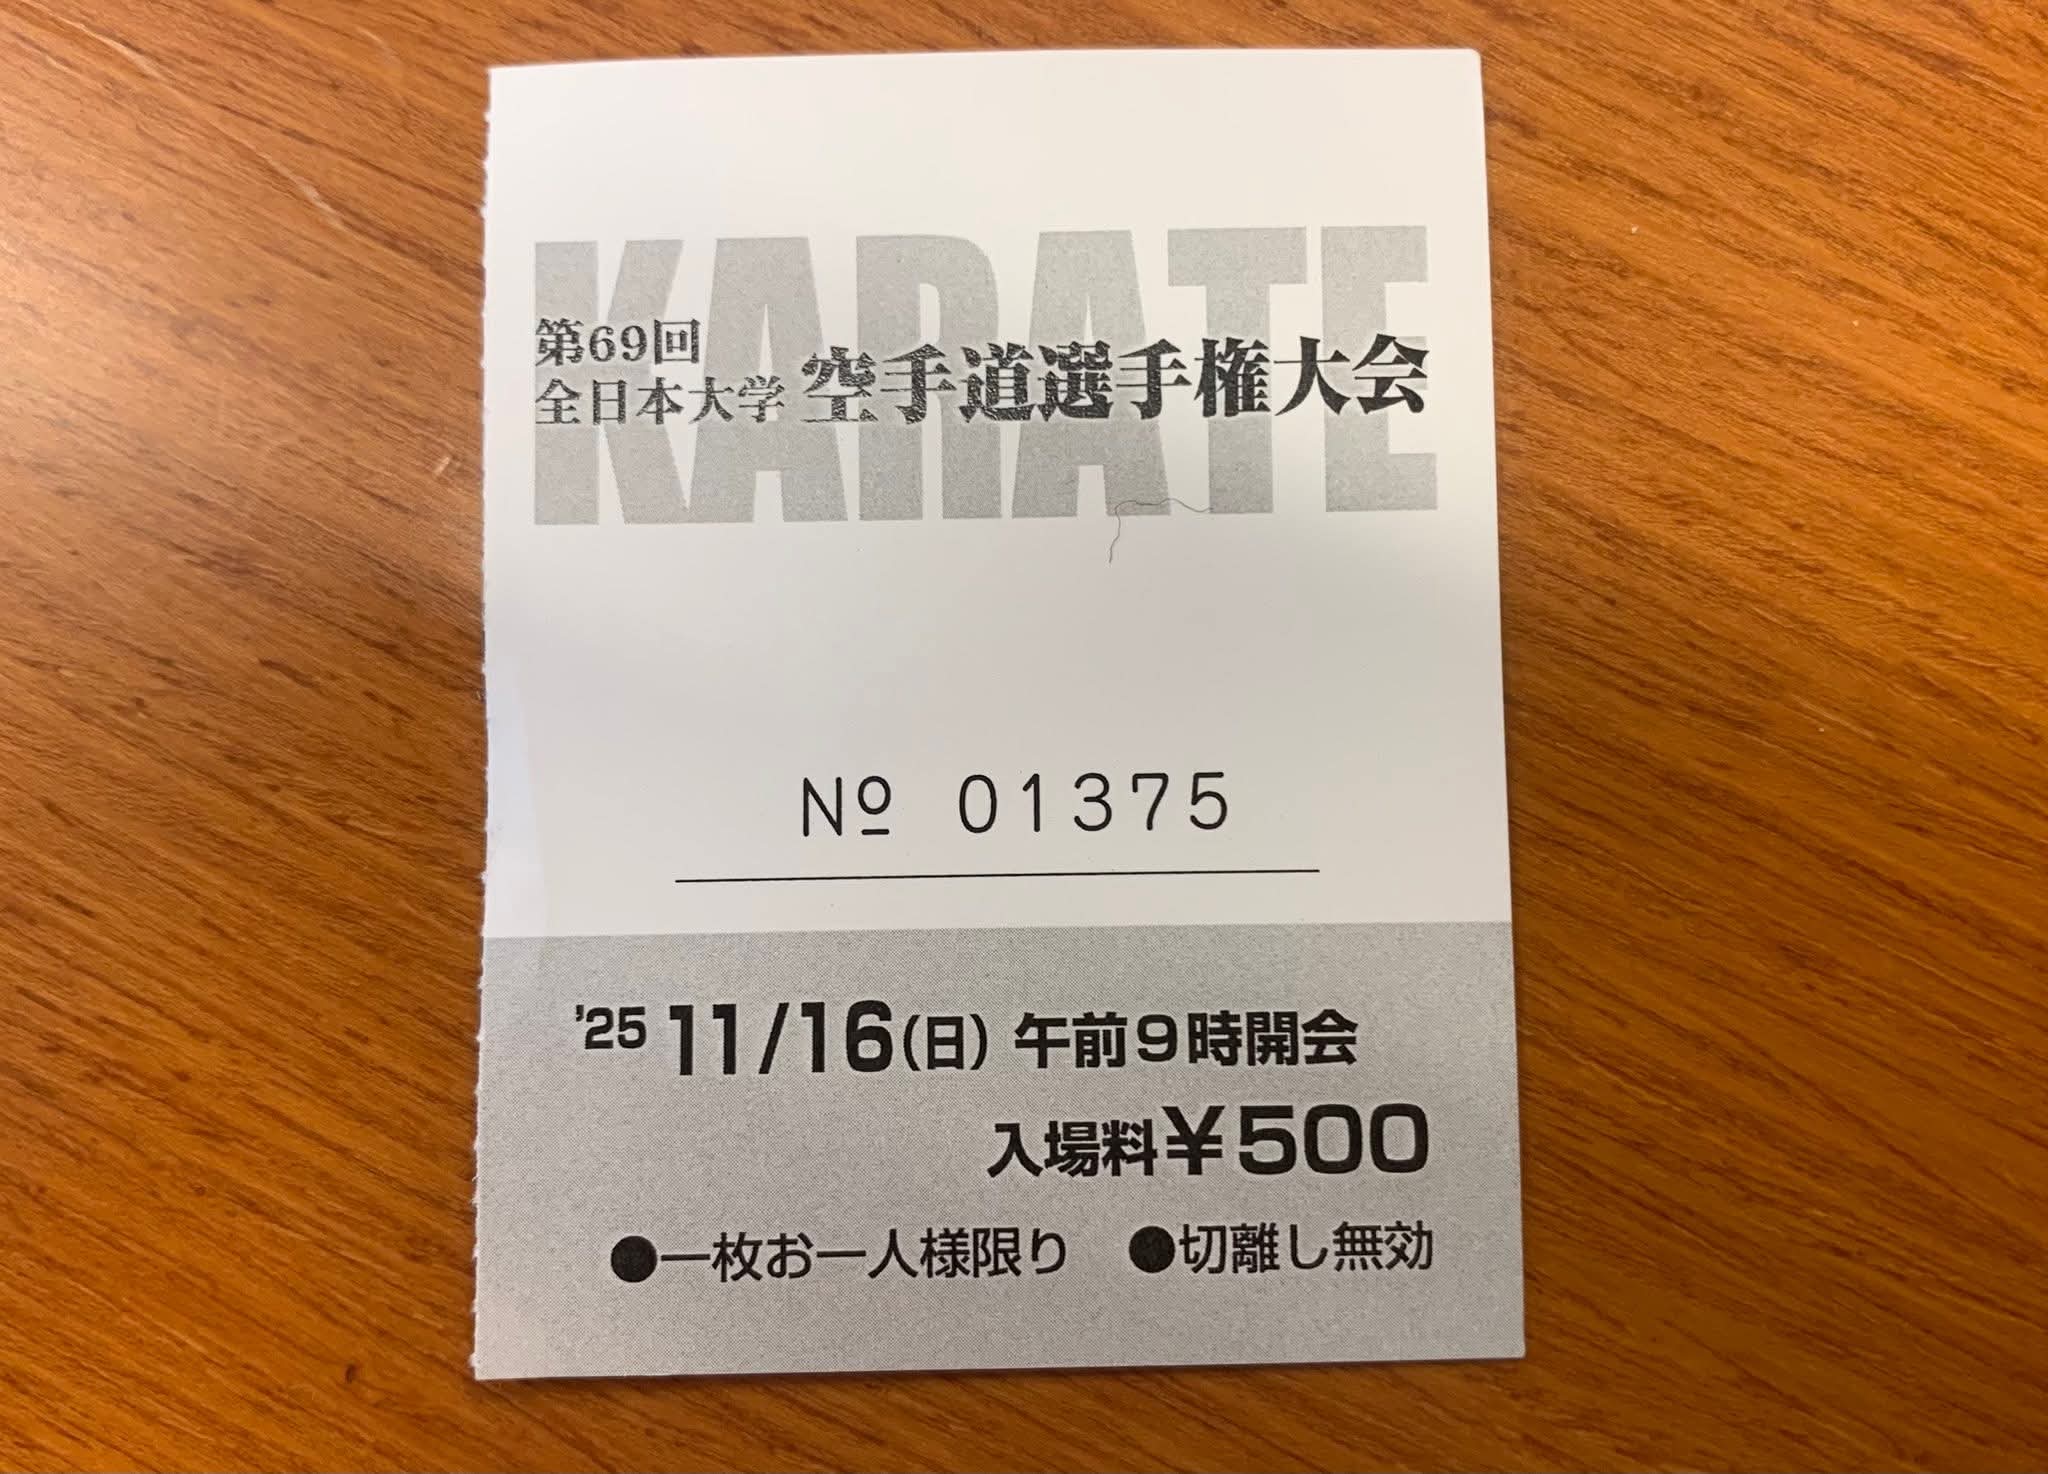 KARATE
第69回
全日本大学 空手道選手権大会
№ 01375
'25 11/16(日) 午前9時開会
入場料¥500
●一枚お一人様限り ●切離し無効